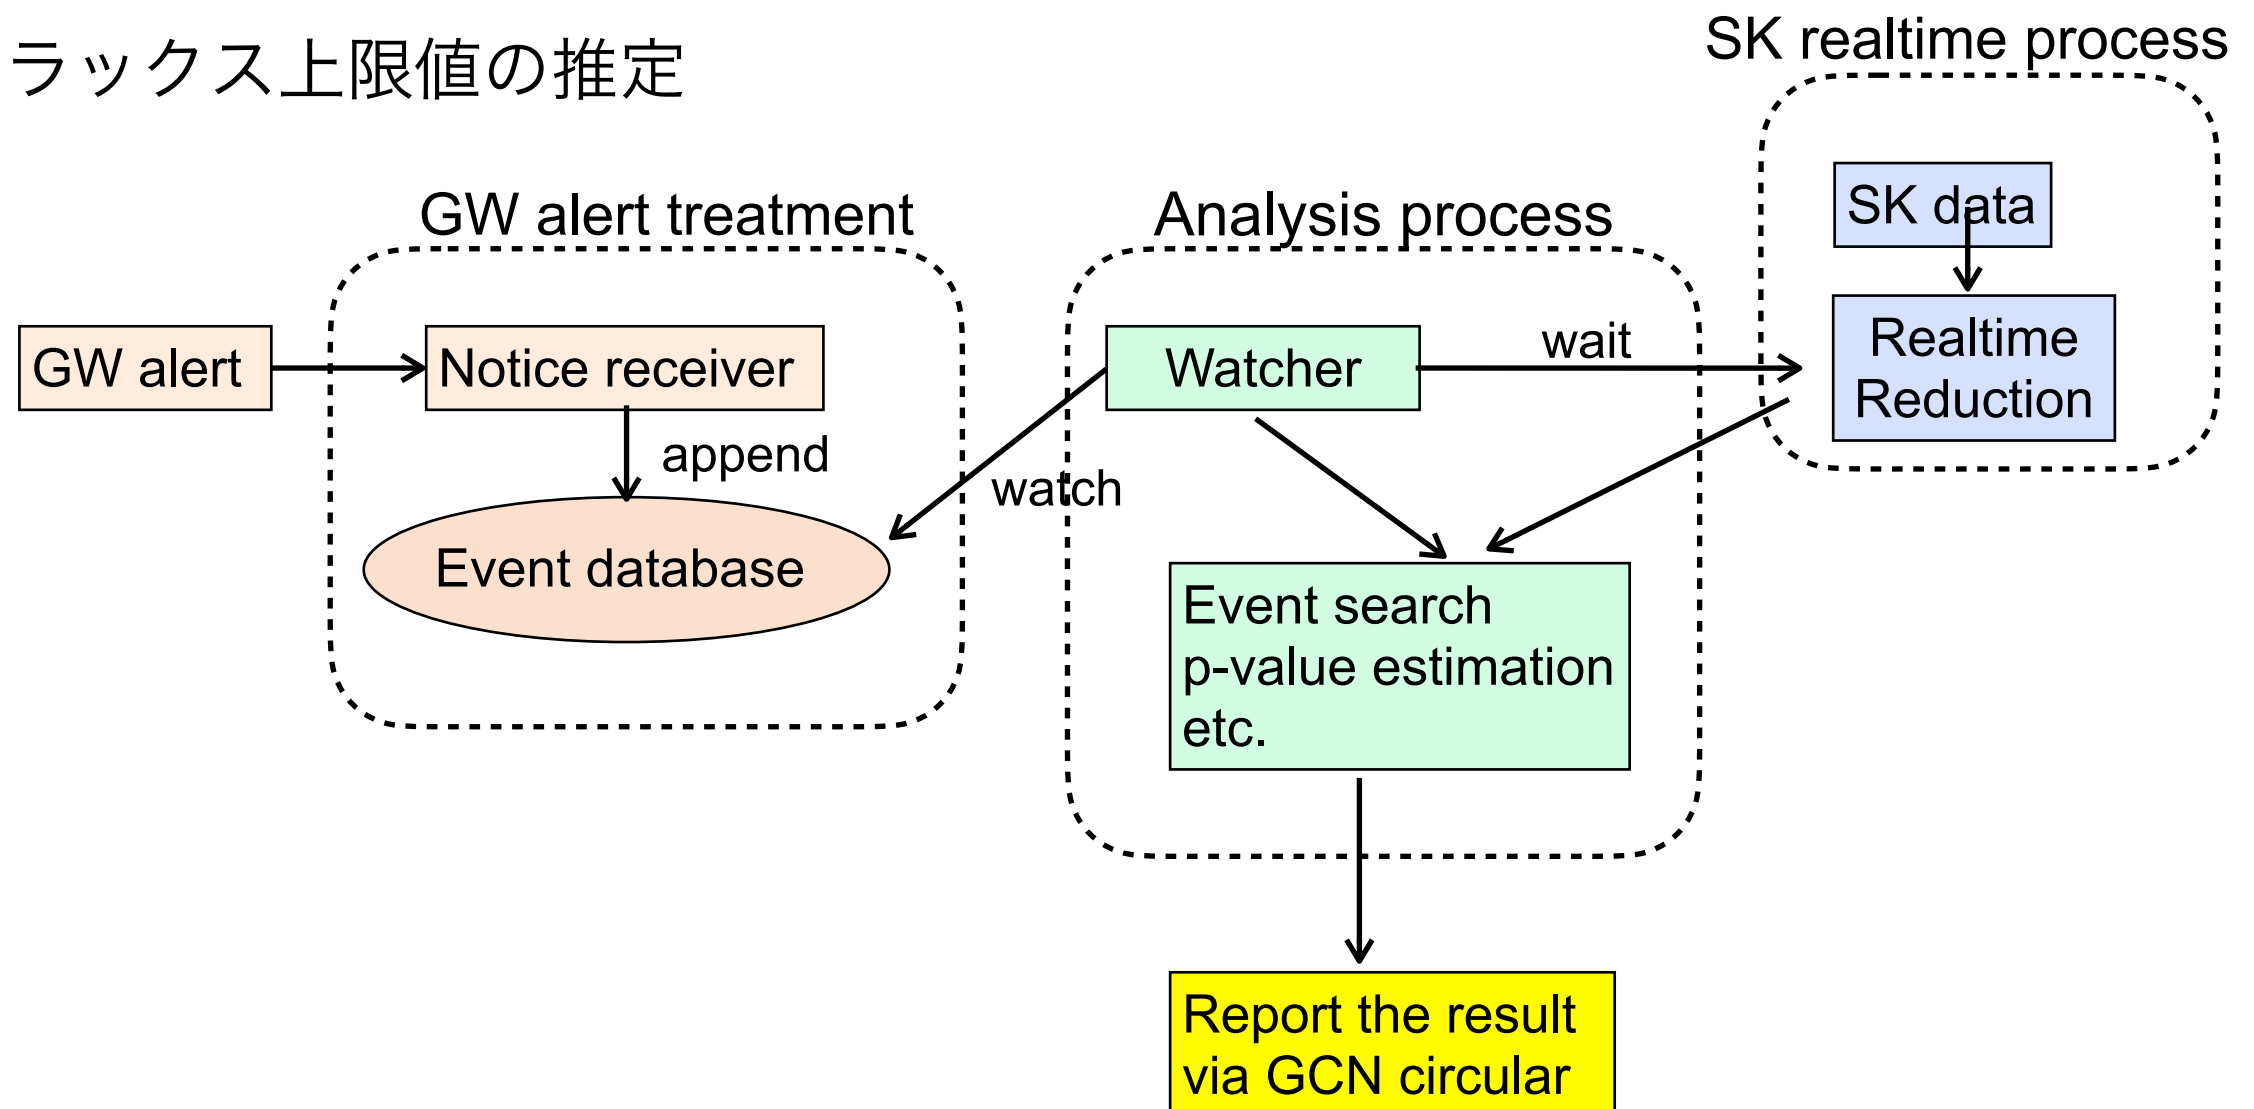 ラックス上限値の推定
SK realtime process
GW alert treatment
Analysis process
SK data
GW alert
Notice receiver
Watcher
wait
Realtime
Reduction
append
watch
Event database
Event search
p-value estimation
etc.
Report the result
via GCN circular